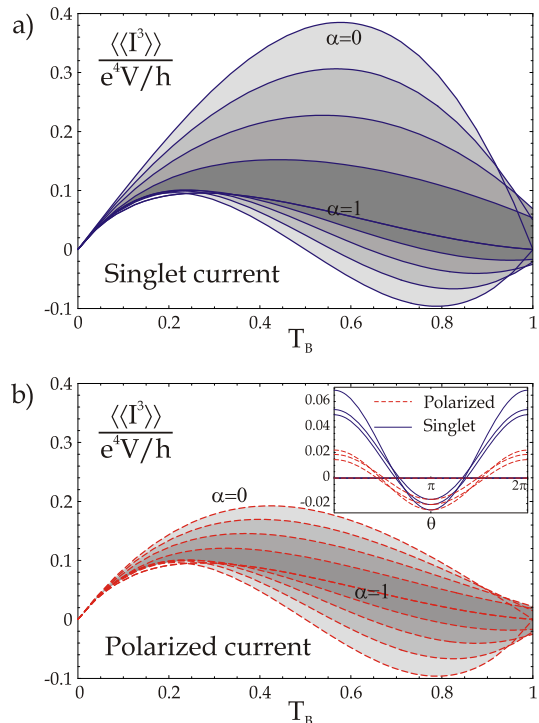 a)
0.4
0.3
0.2
0.1
0
-0.1
⟨⟨I³⟩⟩
e⁴V/h
α=0
α=1
Singlet current
0 0.2 0.4 0.6 0.8 1
T_B
b)
0.4
0.3
0.2
0.1
0
-0.1
⟨⟨I³⟩⟩
e⁴V/h
α=0
α=1
Polarized current
0 0.2 0.4 0.6 0.8 1
T_B
0.06
0.04
0.02
0
-0.02
Polarized
Singlet
π 2π
θ